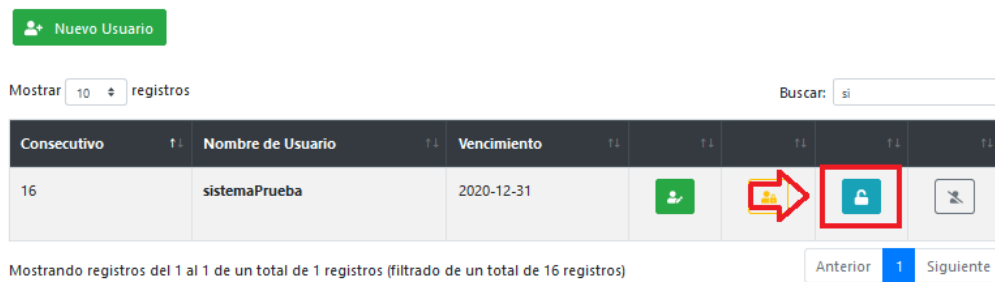 Nuevo Usuario
Mostrar 10 registros Buscar: si
Consecutivo Nombre de Usuario Vencimiento
16 sistemaPrueba 2020-12-31
Mostrando registros del 1 al 1 de un total de 1 registros (filtrado de un total de 16 registros) Anterior 1 Siguiente